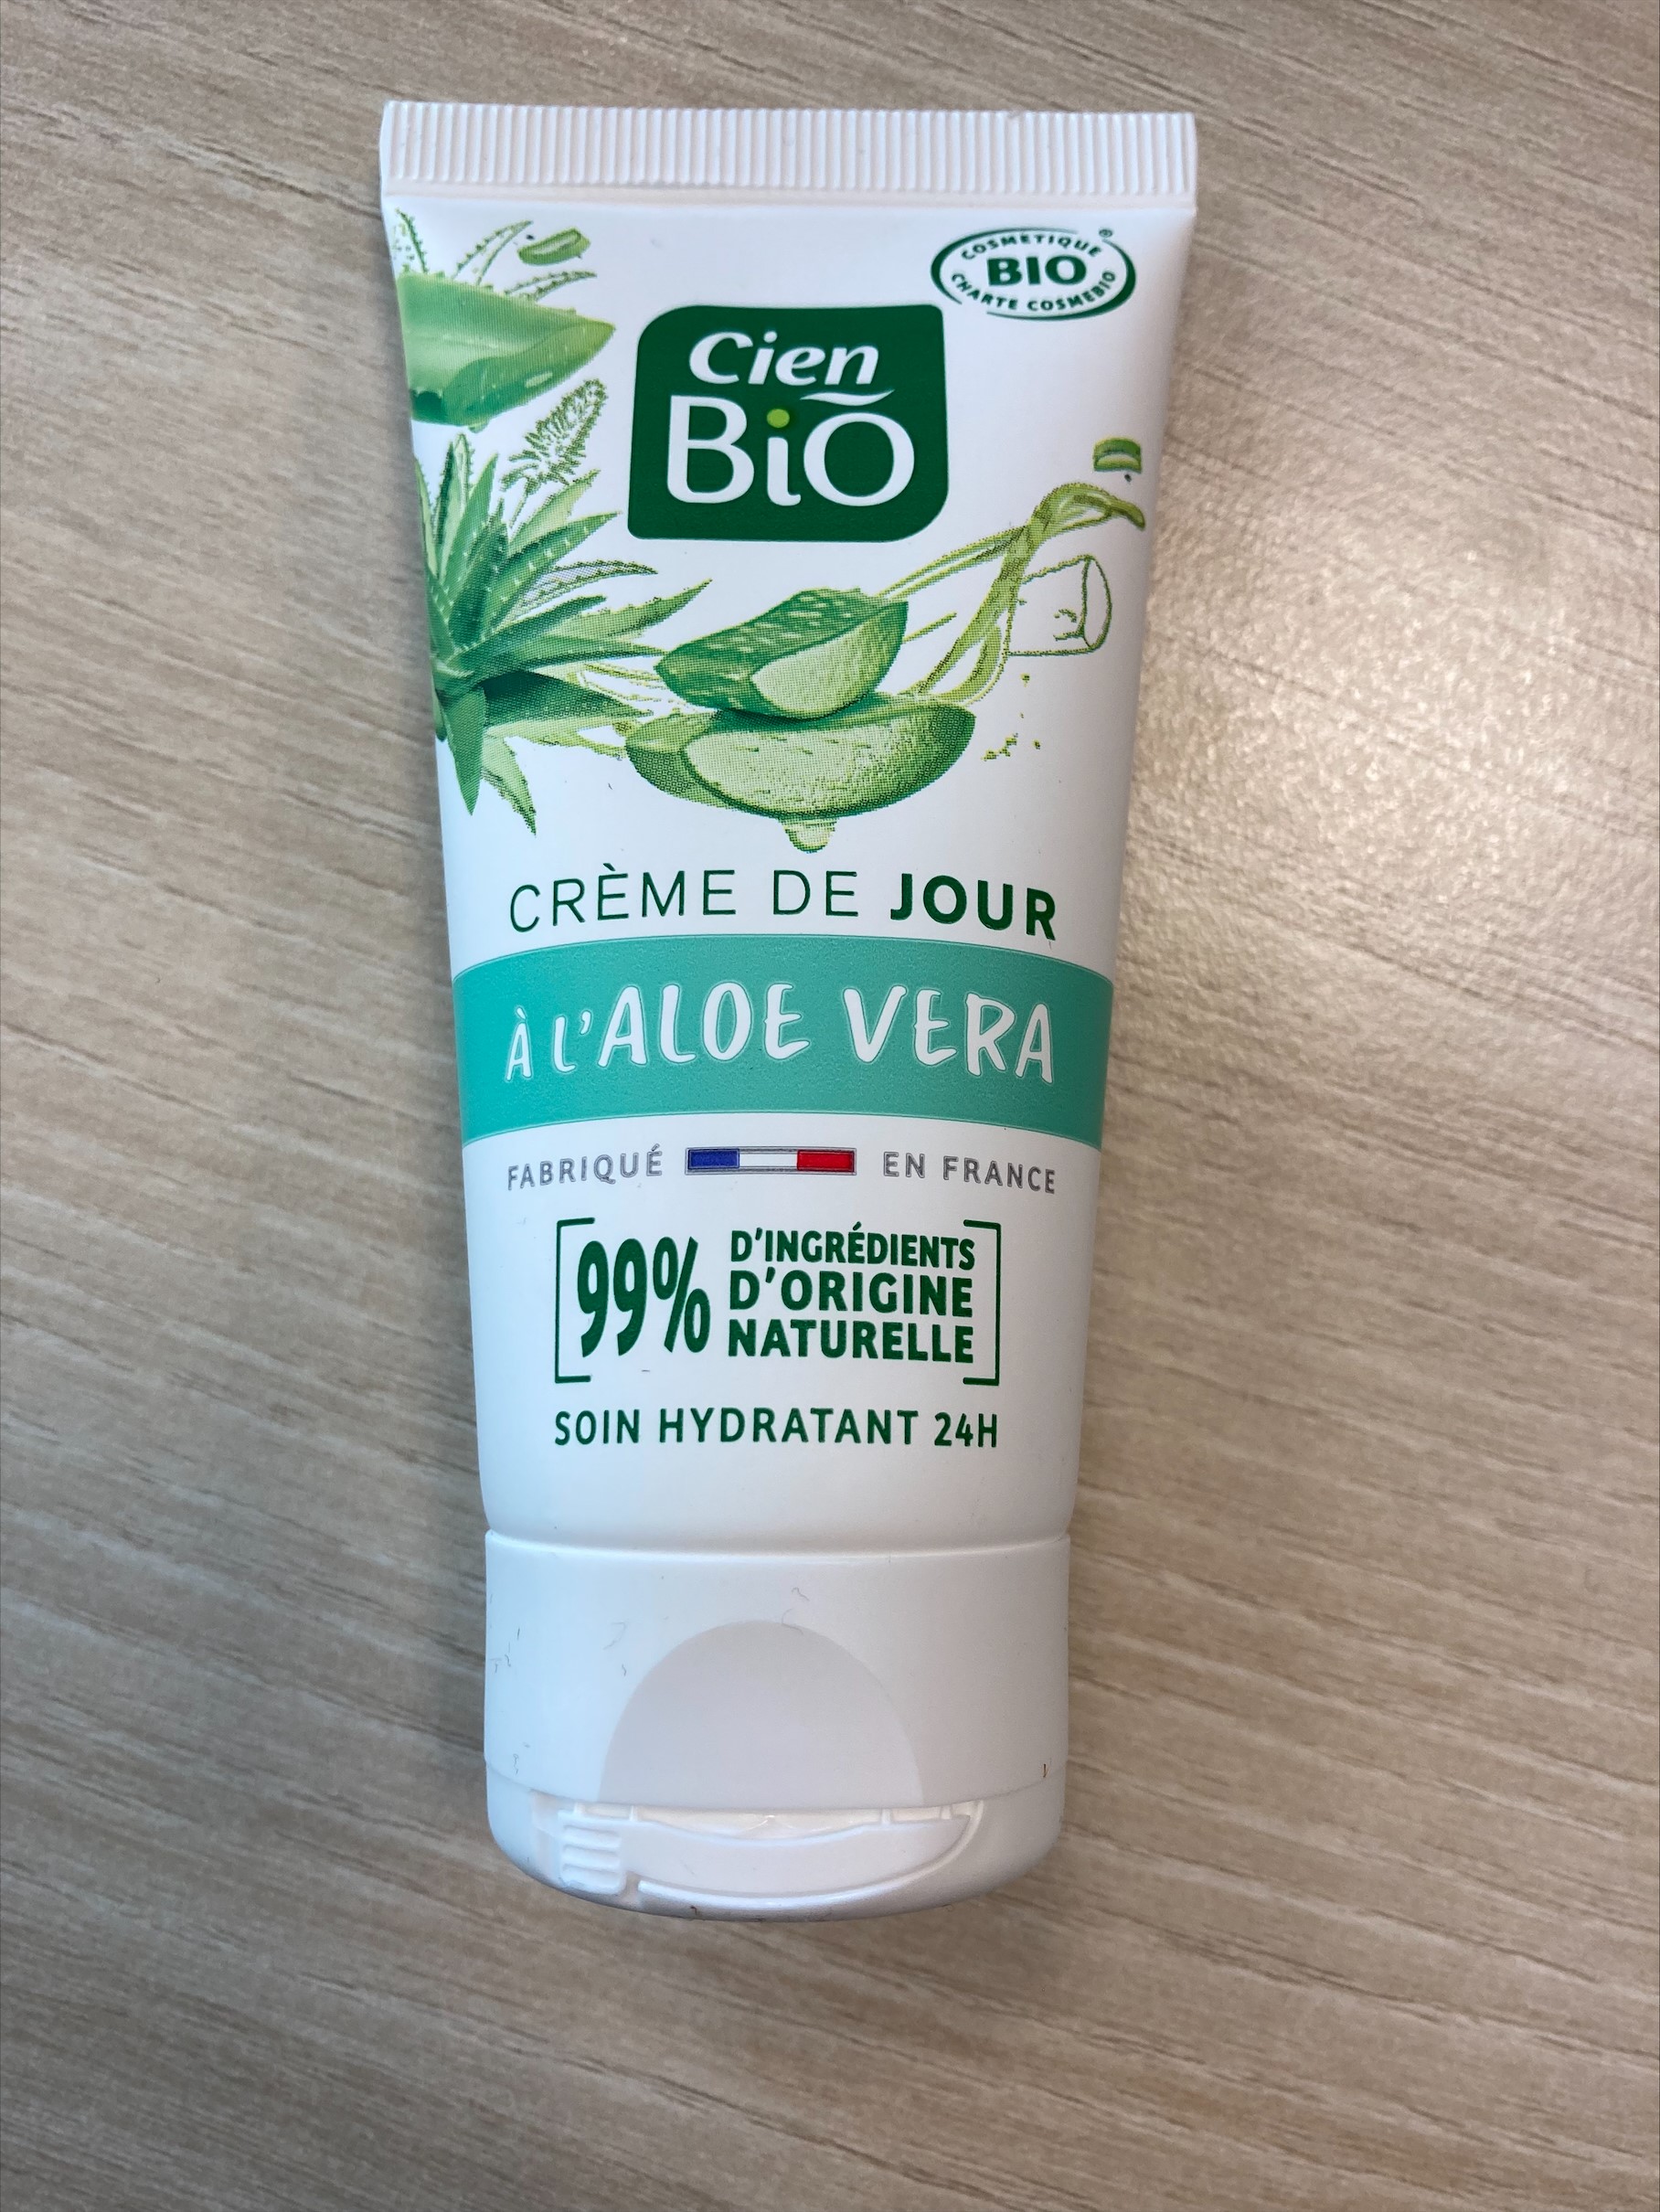 COSMETIQUE
BIO
CHARTE COSMEBIO
®
Cien
BiO
CRÈME DE JOUR
À L'ALOE VERA
FABRIQUÉ EN FRANCE
99% D'INGRÉDIENTS
D'ORIGINE
NATURELLE
SOIN HYDRATANT 24H